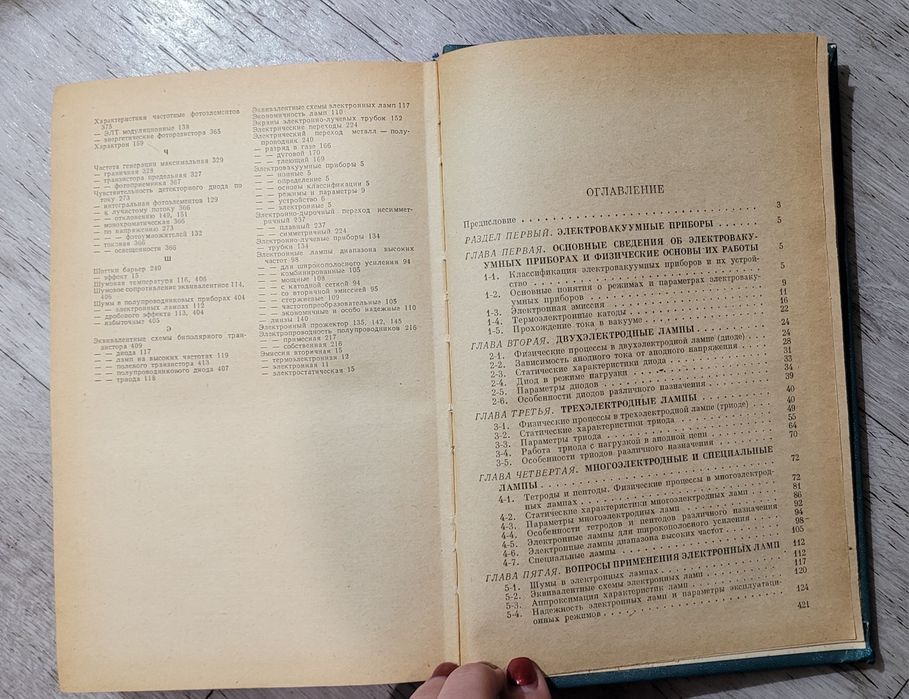 Характеристики частотные фотоэлементов
375
— ЭЛТ модуляционные 138
— энергетические фоторезистора 365
Характрон 159
Ч
Частота генерации максимальная 329
— граничная 328
— транзистора предельная 327
— — фотоприемника 367
Чувствительность детекторного диода по
току 273
— интегральная фотоэлементов 129
— к лучистому потоку 366
— — отклонению 149, 151
— монохроматическая 366
— по напряжению 273
— — фотоумножителей 132
— токовая 366
— — освещенности 366
Ш
Шоттки барьер 240
— эффект 15
Шумовая температура 116, 406
Шумовое сопротивление эквивалентное 114,
406
Шумы в полупроводниковых приборах 404
— — электронных лампах 112
— дробового эффекта 113, 404
— избыточные 405
Э
Эквивалентные схемы биполярного тран-
зистора 409
— — диода 117
— — ламп на высоких частотах 119
— — полевого транзистора 413
— — полупроводникового диода 407
— — триода 118
Эквивалентные схемы электронных ламп 117
Экономичность ламп 110
Экраны электронно-лучевых трубок 160
Электрические переходы 224
Электрический переход металл — полу-
проводник 240
— разряд в газе 166
— — дуговой 170
— — тлеющий 169
Электровакуумные приборы 5
— — ионные 5
— — определение 5
— — основы классификации 5
— — режимы и параметры 9
— — устройство 6
— — электронные 5
Электронно-дырочный переход несиммет-
ричный 237
— — плавный 237
— — симметричный 224
Электронно-лучевые приборы 134
— — трубки 134
Электронные лампы диапазона высоких
частот 98
— — для широкополосного усиления 94
— — комбинированные 105
— — мощные 108
— — с катодной сеткой 94
— — со вторичной эмиссией 95
— — стержневые 109
— — частотопреобразовательные 105
— — экономичные и особо надежные 110
— линзы 140
Электронный прожектор 135, 142, 145
Электропроводность полупроводников 216
— — примесная 217
— — собственная 216
Эмиссия вторичная 15
— термоэлектронная 12
— электронная 11
— электростатическая 15
ОГЛАВЛЕНИЕ
Предисловие 3
РАЗДЕЛ ПЕРВЫЙ. ЭЛЕКТРОВАКУУМНЫЕ ПРИБОРЫ 5
ГЛАВА ПЕРВАЯ. ОСНОВНЫЕ СВЕДЕНИЯ ОБ ЭЛЕКТРОВАКУ-
УМНЫХ ПРИБОРАХ И ФИЗИЧЕСКИЕ ОСНОВЫ ИХ РАБОТЫ 5
1-1. Классификация электровакуумных приборов и их устрой-
ство 5
1-2. Основные понятия о режимах и параметрах электрова-
куумных приборов 9
1-3. Электронная эмиссия 11
1-4. Термоэлектронные катоды 16
1-5. Прохождение тока в вакууме 22
ГЛАВА ВТОРАЯ. ДВУХЭЛЕКТРОДНЫЕ ЛАМПЫ 24
2-1. Физические процессы в двухэлектродной лампе (диоде) 24
2-2. Зависимость анодного тока от анодного напряжения 28
2-3. Статические характеристики диода 31
2-4. Диод в режиме нагрузки 33
2-5. Параметры диодов 34
2-6. Особенности диодов различного назначения 39
ГЛАВА ТРЕТЬЯ. ТРЕХЭЛЕКТРОДНЫЕ ЛАМПЫ 40
3-1. Физические процессы в трехэлектродной лампе (триоде) 40
3-2. Статические характеристики триода 49
3-3. Параметры триода 55
3-4. Работа триода с нагрузкой в анодной цепи 64
3-5. Особенности триодов различного назначения 70
ГЛАВА ЧЕТВЕРТАЯ. МНОГОЭЛЕКТРОДНЫЕ И СПЕЦИАЛЬНЫЕ
ЛАМПЫ 72
4-1. Тетроды и пентоды. Физические процессы в многоэлектрод-
ных лампах 72
4-2. Статические характеристики многоэлектродных ламп 81
4-3. Параметры многоэлектродных ламп 86
4-4. Особенности тетродов и пентодов различного назначения 92
4-5. Электронные лампы для широкополосного усиления 94
4-6. Электронные лампы диапазона высоких частот 98
4-7. Специальные лампы 105
ГЛАВА ПЯТАЯ. ВОПРОСЫ ПРИМЕНЕНИЯ ЭЛЕКТРОННЫХ ЛАМП 112
5-1. Шумы в электронных лампах 112
5-2. Эквивалентные схемы электронных ламп 117
5-3. Аппроксимация характеристик ламп 120
5-4. Надежность электронных ламп и параметры эксплуатаци-
онных режимов 124
421